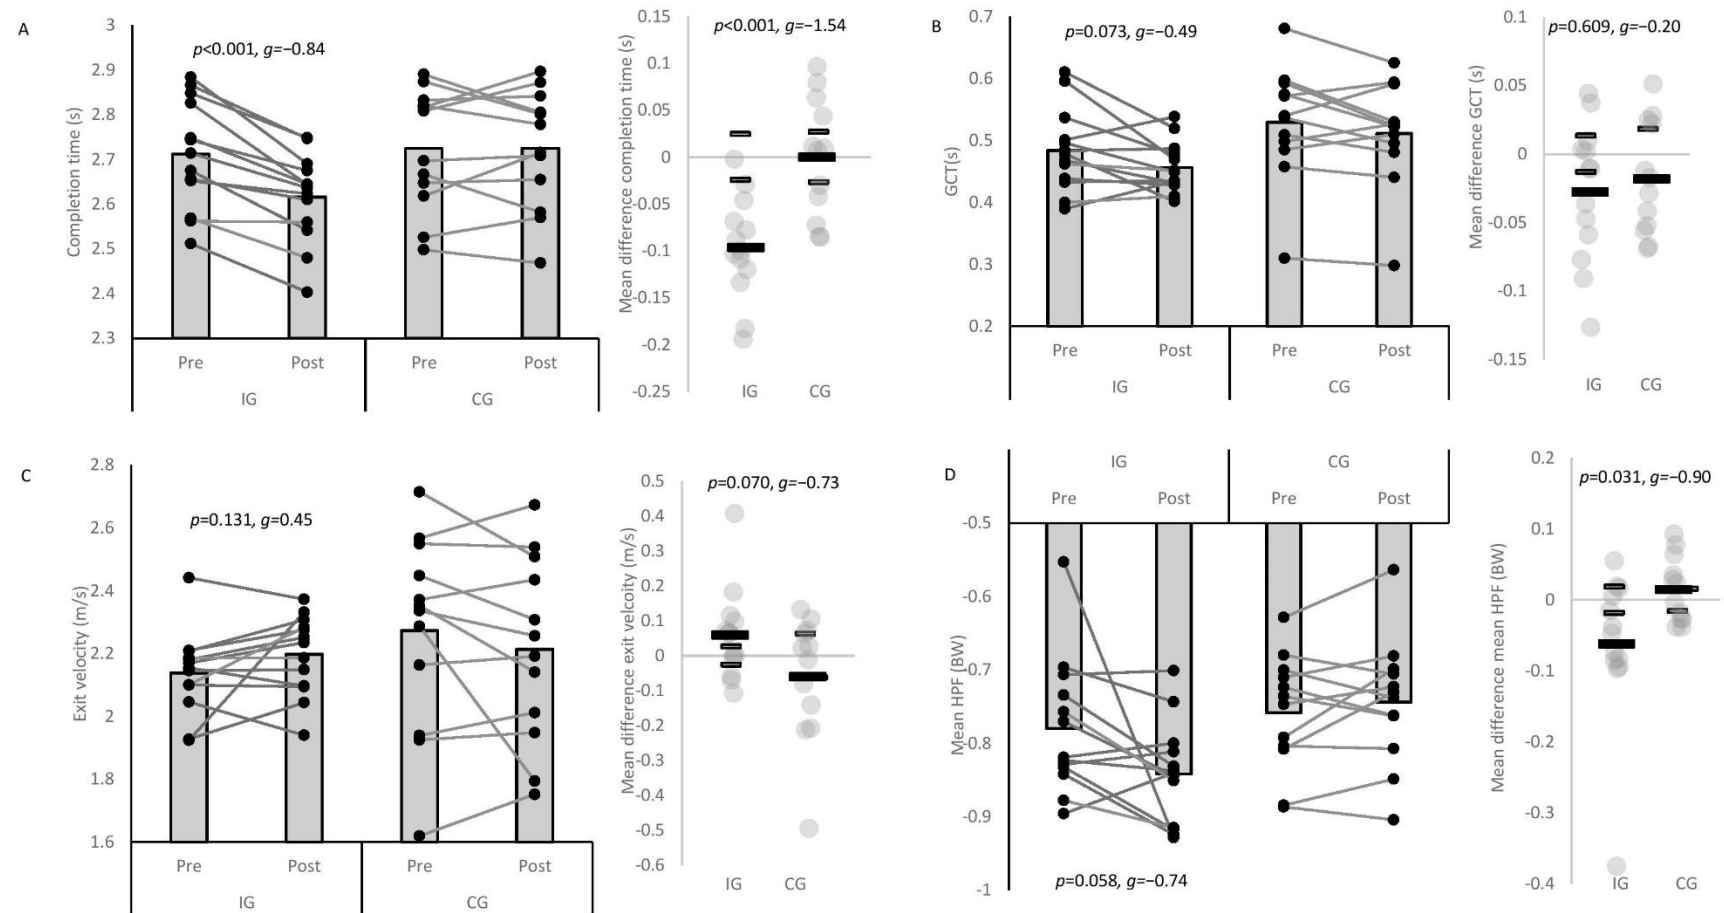 A
Completion time (s)
3
2.9
2.8
2.7
2.6
2.5
2.4
2.3
p<0.001, g=−0.84
Pre
Post
Pre
Post
IG
CG
Mean difference completion time (s)
0.15
0.1
0.05
0
-0.05
-0.1
-0.15
-0.2
-0.25
p<0.001, g=−1.54
IG
CG
B
GCT(s)
0.7
0.6
0.5
0.4
0.3
0.2
p=0.073, g=−0.49
Pre
Post
Pre
Post
IG
CG
Mean difference GCT (s)
0.1
0.05
0
-0.05
-0.1
-0.15
p=0.609, g=−0.20
IG
CG
C
Exit velocity (m/s)
2.8
2.6
2.4
2.2
2
1.8
1.6
p=0.131, g=0.45
Pre
Post
Pre
Post
IG
CG
Mean difference exit velcoity (m/s)
0.5
0.4
0.3
0.2
0.1
0
-0.1
-0.2
-0.3
-0.4
-0.5
-0.6
p=0.070, g=−0.73
IG
CG
D
IG
CG
Pre
Post
Pre
Post
Mean HPF (BW)
-0.5
-0.6
-0.7
-0.8
-0.9
-1
p=0.058, g=−0.74
Mean difference mean HPF (BW)
0.2
0.1
0
-0.1
-0.2
-0.3
-0.4
p=0.031, g=−0.90
IG
CG